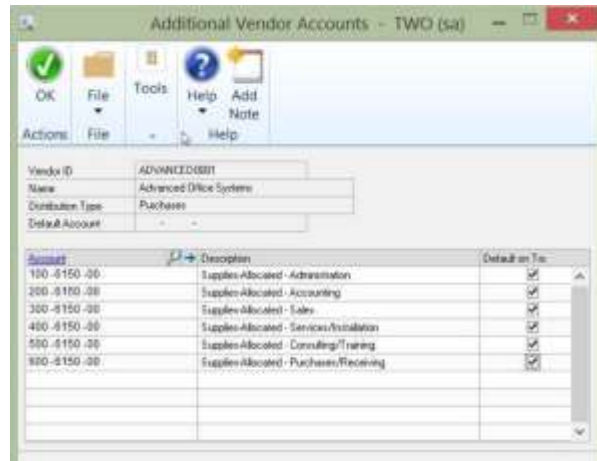 Additional Vendor Accounts - TWO (sa)
OK File Tools Help Add Note
Actions File Help
Vendor ID ADVANCED0001
Name Advanced Office Systems
Distribution Type Purchases
Default Account - -
Account Description Default on Trx
100 -6150 -00 Supplies-Allocated - Administration
200 -6150 -00 Supplies-Allocated - Accounting
300 -6150 -00 Supplies-Allocated - Sales
400 -6150 -00 Supplies-Allocated - Services/Installation
500 -6150 -00 Supplies-Allocated - Consulting/Training
600 -6150 -00 Supplies-Allocated - Purchases/Receiving